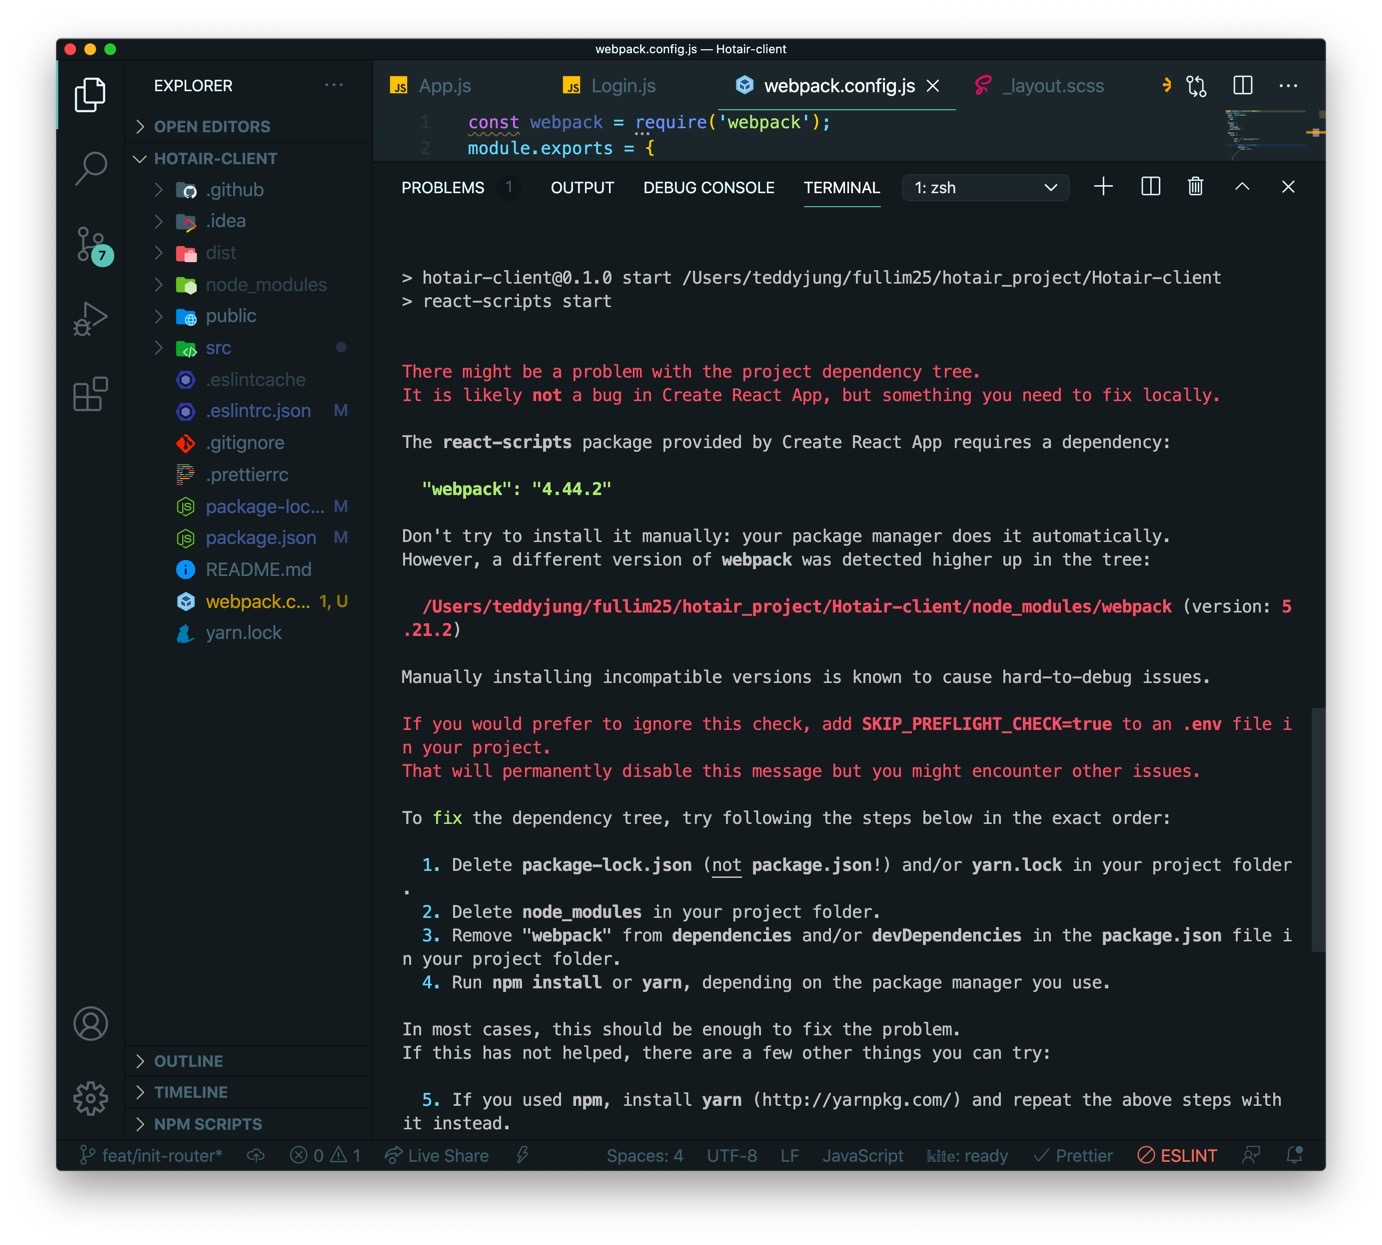 webpack.config.js — Hotair-client
EXPLORER
OPEN EDITORS
HOTAIR-CLIENT
.github
.idea
dist
node_modules
public
src
.eslintcache
.eslintrc.json M
.gitignore
.prettierrc
package-loc... M
package.json M
README.md
webpack.c... 1, U
yarn.lock
OUTLINE
TIMELINE
NPM SCRIPTS
7
JS App.js
JS Login.js
webpack.config.js
_layout.scss
1 const webpack = require('webpack');
2 module.exports = {
PROBLEMS 1 OUTPUT DEBUG CONSOLE TERMINAL 1: zsh
> hotair-client@0.1.0 start /Users/teddyjung/fullim25/hotair_project/Hotair-client
> react-scripts start
There might be a problem with the project dependency tree.
It is likely not a bug in Create React App, but something you need to fix locally.
The react-scripts package provided by Create React App requires a dependency:
"webpack": "4.44.2"
Don't try to install it manually: your package manager does it automatically.
However, a different version of webpack was detected higher up in the tree:
/Users/teddyjung/fullim25/hotair_project/Hotair-client/node_modules/webpack (version: 5
.21.2)
Manually installing incompatible versions is known to cause hard-to-debug issues.
If you would prefer to ignore this check, add SKIP_PREFLIGHT_CHECK=true to an .env file i
n your project.
That will permanently disable this message but you might encounter other issues.
To fix the dependency tree, try following the steps below in the exact order:
1. Delete package-lock.json (not package.json!) and/or yarn.lock in your project folder
.
2. Delete node_modules in your project folder.
3. Remove "webpack" from dependencies and/or devDependencies in the package.json file i
n your project folder.
4. Run npm install or yarn, depending on the package manager you use.
In most cases, this should be enough to fix the problem.
If this has not helped, there are a few other things you can try:
5. If you used npm, install yarn (http://yarnpkg.com/) and repeat the above steps with
it instead.
feat/init-router* 0 1 Live Share Spaces: 4 UTF-8 LF JavaScript kite: ready Prettier ESLINT